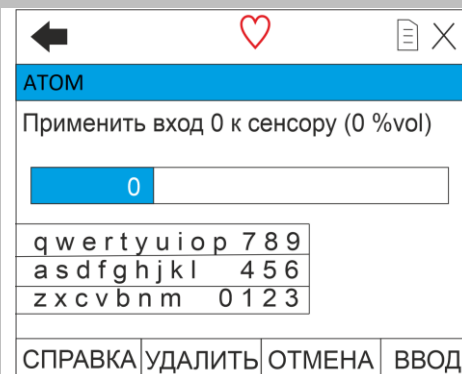 АТОМ
Применить вход 0 к сенсору (0 %vol)
0
q w e r t y u i o p 7 8 9
a s d f g h j k l 4 5 6
z x c v b n m 0 1 2 3
СПРАВКА УДАЛИТЬ ОТМЕНА ВВОД